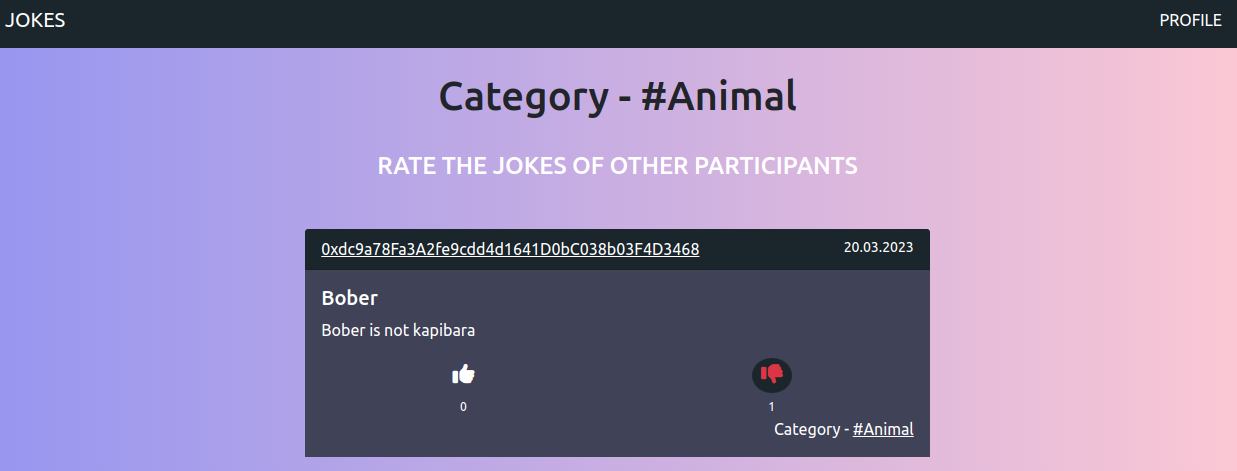 JOKES
PROFILE
Category - #Animal
RATE THE JOKES OF OTHER PARTICIPANTS
0xdc9a78Fa3A2fe9cdd4d1641D0bC038b03F4D3468
20.03.2023
Bober
Bober is not kapibara
0
1
Category - #Animal